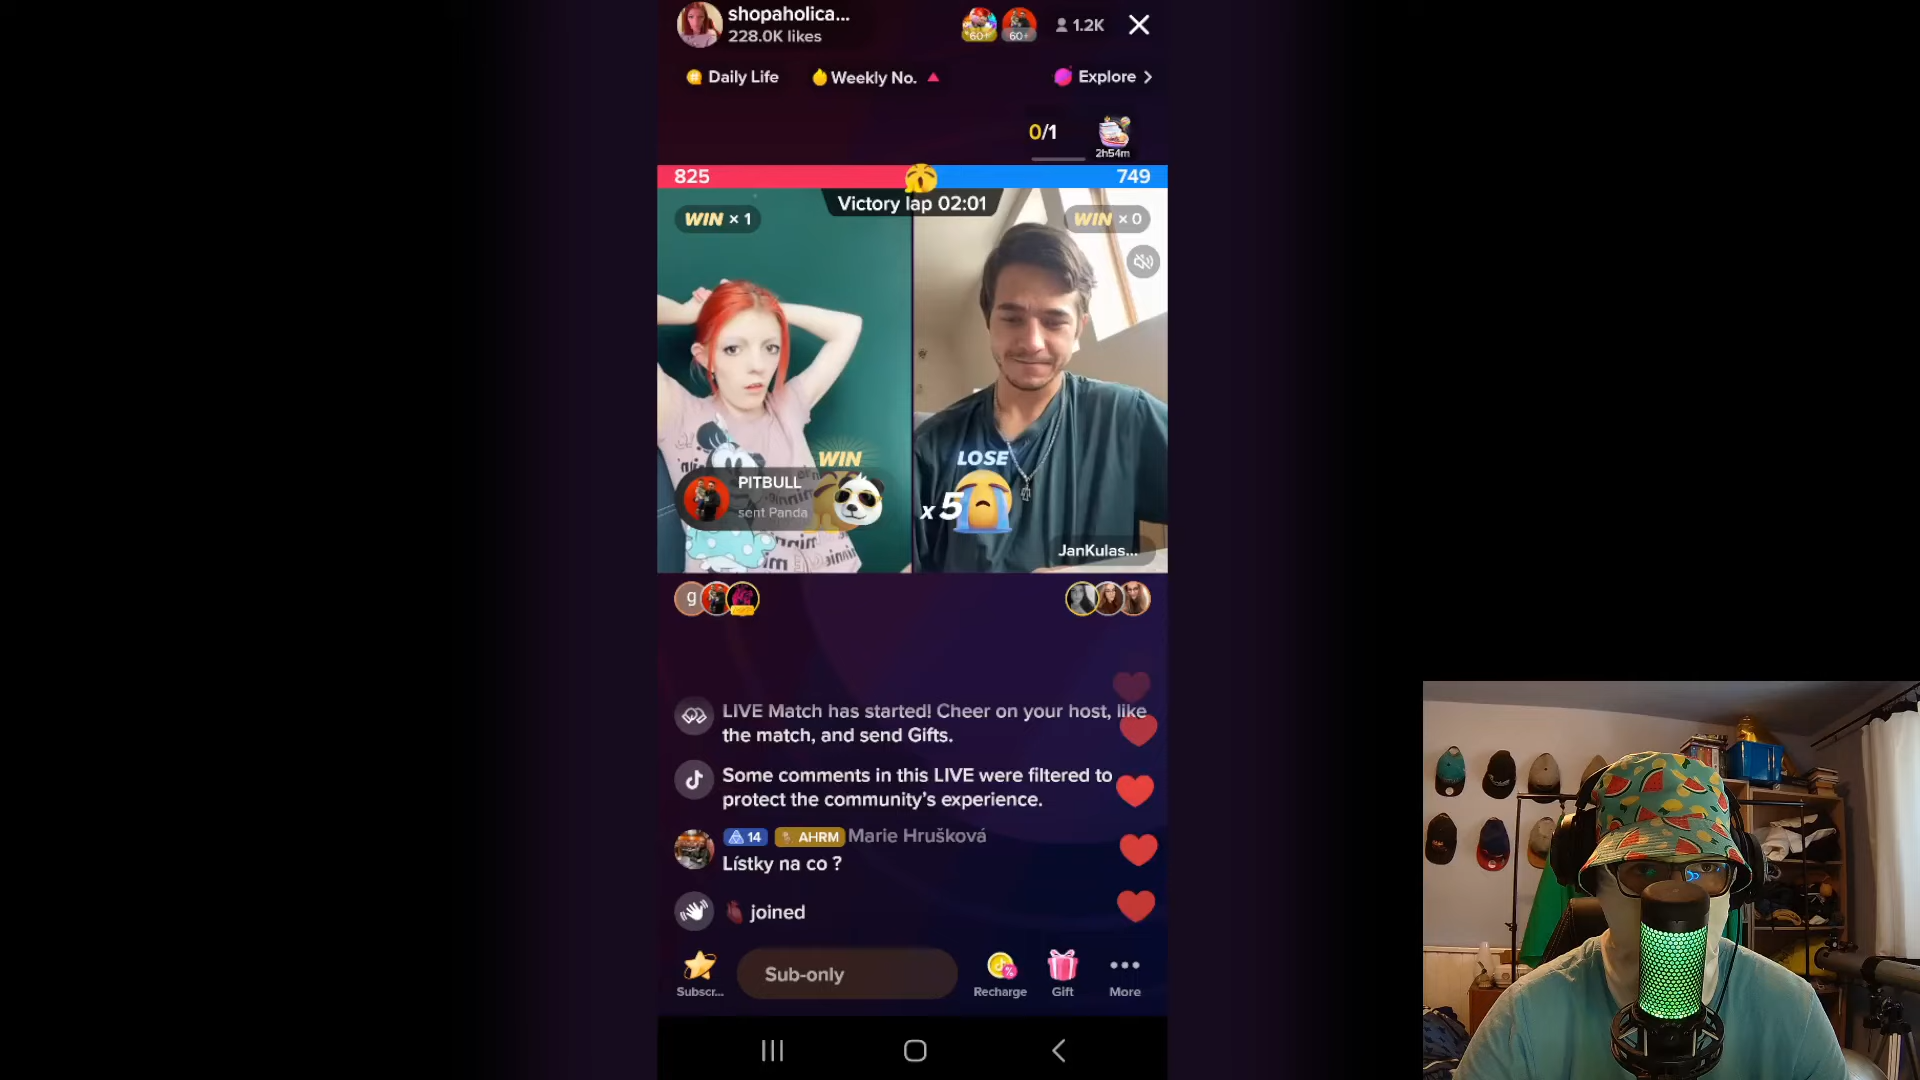 shopaholica...
228.0K likes
60+
60+
1.2K
Daily Life
Weekly No.
Explore
0/1
2h54m
825
749
Victory lap 02:01
WIN × 1
WIN × 0
WIN
LOSE
PITBULL
sent Panda
x 5
JanKulas...
g
LIVE Match has started! Cheer on your host, like
the match, and send Gifts.
Some comments in this LIVE were filtered to
protect the community's experience.
14 AHRM Marie Hrušková
Lístky na co ?
joined
Subscr...
Sub-only
Recharge
Gift
More